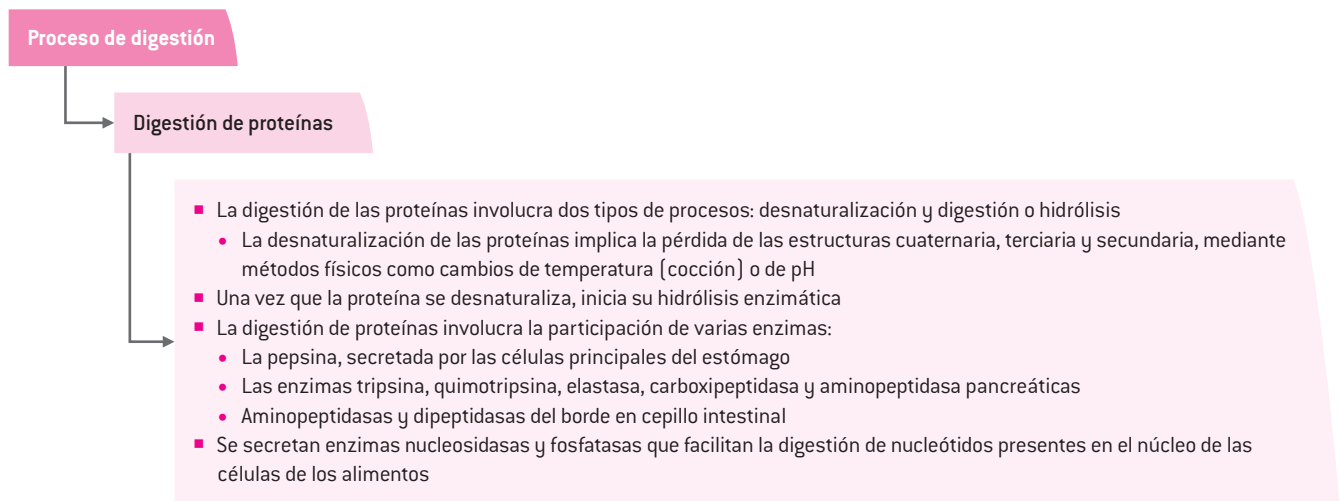 Proceso de digestión
Digestión de proteínas
■ La digestión de las proteínas involucra dos tipos de procesos: desnaturalización y digestión o hidrólisis
• La desnaturalización de las proteínas implica la pérdida de las estructuras cuaternaria, terciaria y secundaria, mediante
métodos físicos como cambios de temperatura (cocción) o de pH
■ Una vez que la proteína se desnaturaliza, inicia su hidrólisis enzimática
■ La digestión de proteínas involucra la participación de varias enzimas:
• La pepsina, secretada por las células principales del estómago
• Las enzimas tripsina, quimotripsina, elastasa, carboxipeptidasa y aminopeptidasa pancreáticas
• Aminopeptidasas y dipeptidasas del borde en cepillo intestinal
■ Se secretan enzimas nucleosidasas y fosfatasas que facilitan la digestión de nucleótidos presentes en el núcleo de las
células de los alimentos